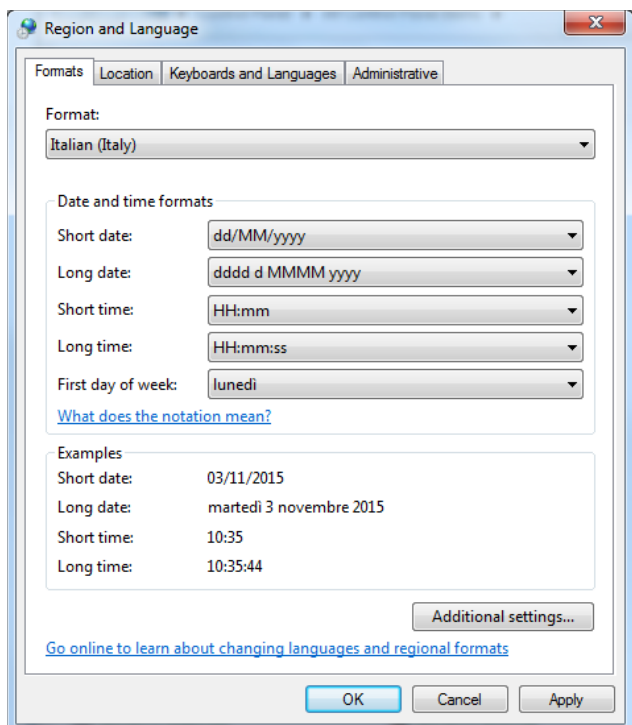 Region and Language
Formats Location Keyboards and Languages Administrative
Format:
Italian (Italy)
Date and time formats
Short date: dd/MM/yyyy
Long date: dddd d MMMM yyyy
Short time: HH:mm
Long time: HH:mm:ss
First day of week: lunedì
What does the notation mean?
Examples
Short date: 03/11/2015
Long date: martedì 3 novembre 2015
Short time: 10:35
Long time: 10:35:44
Additional settings...
Go online to learn about changing languages and regional formats
OK Cancel Apply